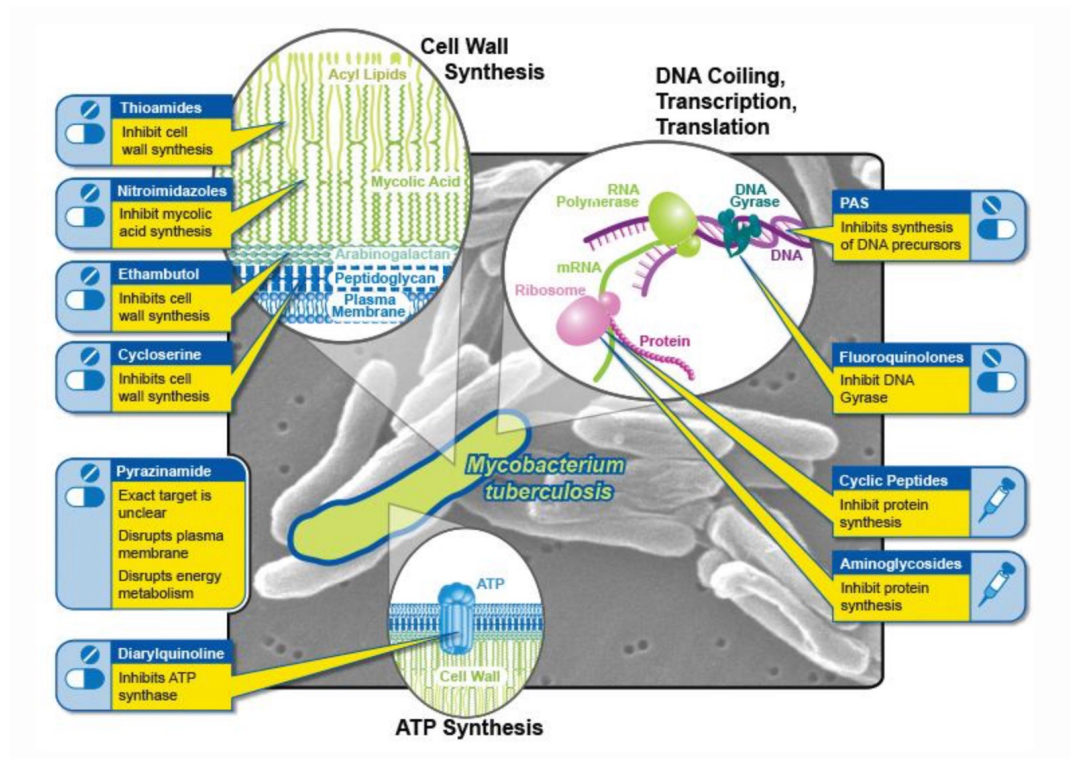 Cell Wall
Synthesis
Acyl Lipids
Mycolic Acid
Arabinogalactan
Peptidoglycan
Plasma
Membrane
Thioamides
Inhibit cell
wall synthesis
Nitroimidazoles
Inhibit mycolic
acid synthesis
Ethambutol
Inhibits cell
wall synthesis
Cycloserine
Inhibits cell
wall synthesis
Pyrazinamide
Exact target is
unclear
Disrupts plasma
membrane
Disrupts energy
metabolism
Diarylquinoline
Inhibits ATP
synthase
DNA Coiling,
Transcription,
Translation
RNA
Polymerase
DNA
Gyrase
DNA
mRNA
Ribosome
Protein
PAS
Inhibits synthesis
of DNA precursors
Fluoroquinolones
Inhibit DNA
Gyrase
Cyclic Peptides
Inhibit protein
synthesis
Aminoglycosides
Inhibit protein
synthesis
Mycobacterium
tuberculosis
ATP
Cell Wall
ATP Synthesis